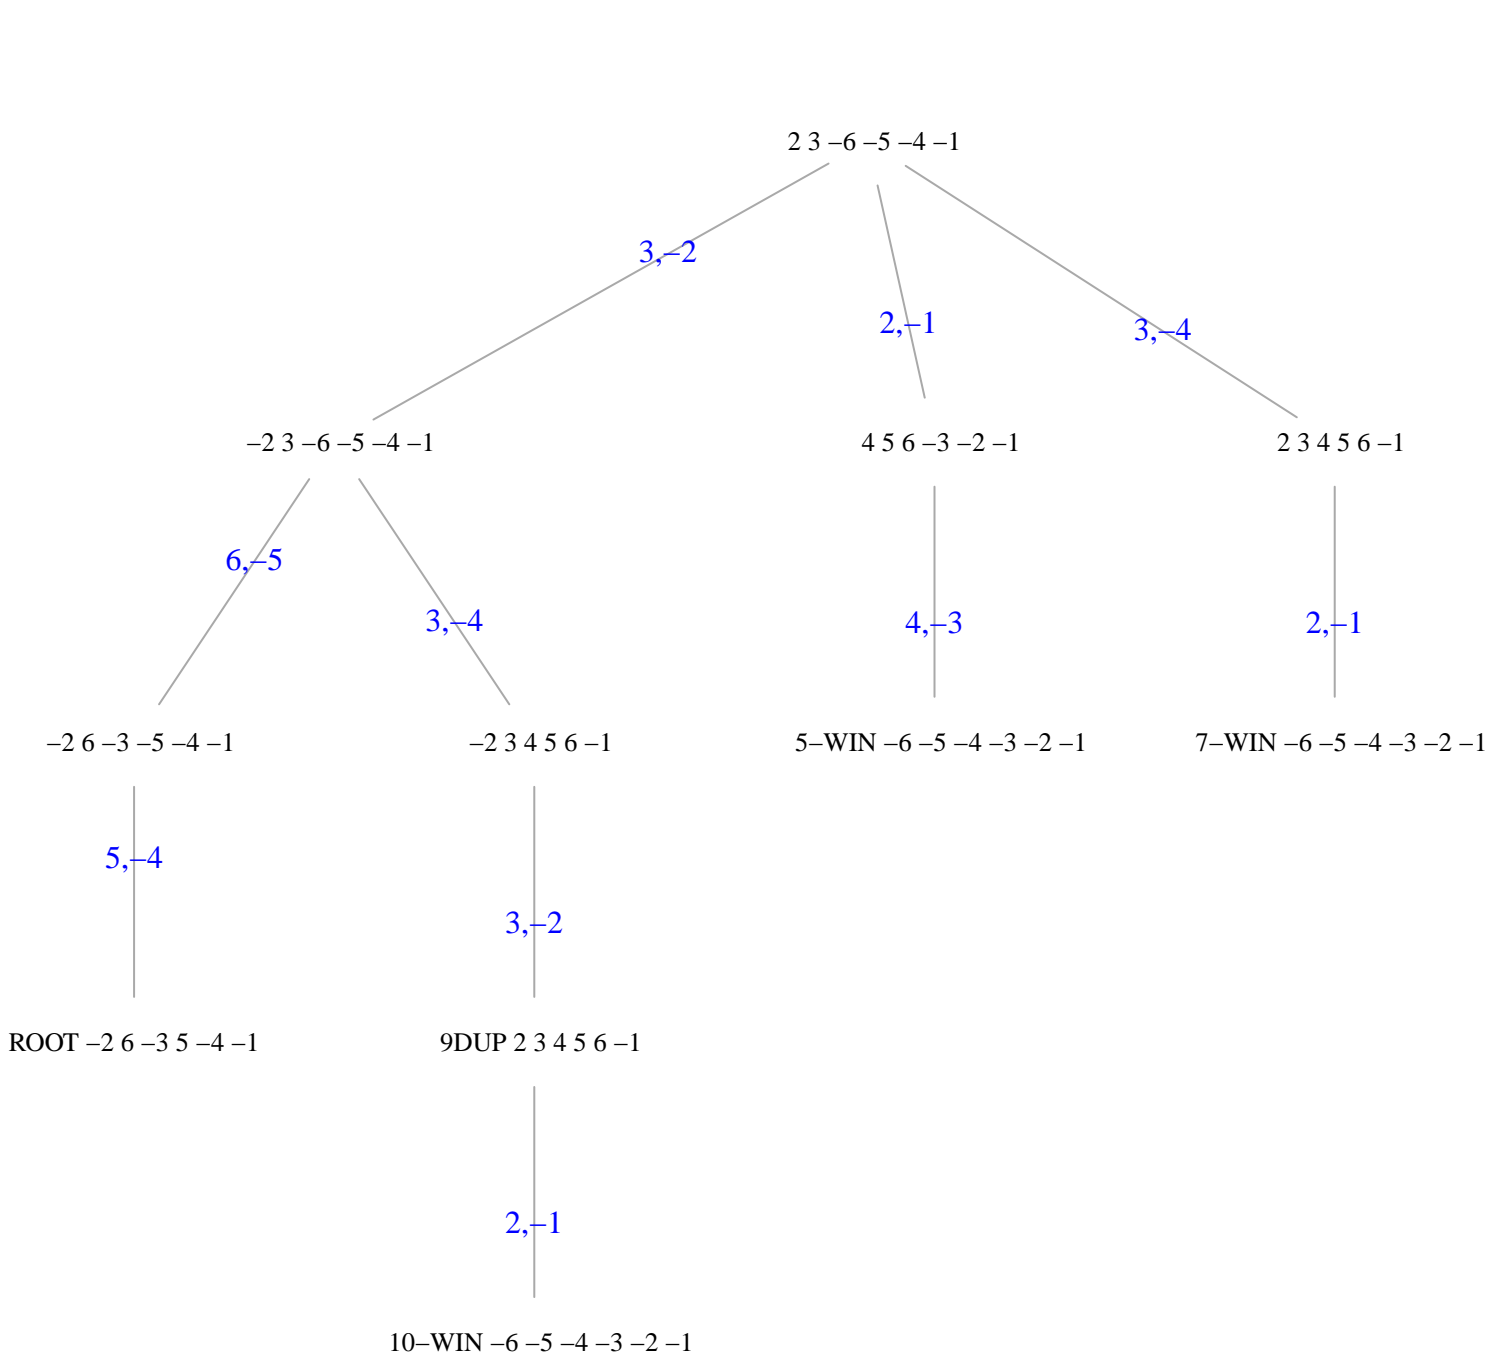 2 3 –6 –5 –4 –1
3,–2
2,–1
3,–4
–2 3 –6 –5 –4 –1
4 5 6 –3 –2 –1
2 3 4 5 6 –1
6,–5
3,–4
4,–3
2,–1
–2 6 –3 –5 –4 –1
–2 3 4 5 6 –1
5–WIN –6 –5 –4 –3 –2 –1
7–WIN –6 –5 –4 –3 –2 –1
5,–4
3,–2
ROOT –2 6 –3 5 –4 –1
9DUP 2 3 4 5 6 –1
2,–1
10–WIN –6 –5 –4 –3 –2 –1